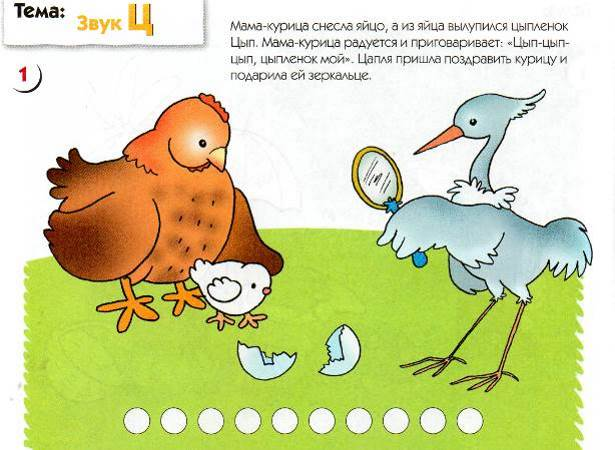 Тема:
Звук Ц
1
Мама-курица снесла яйцо, а из яйца вылупился цыпленок
Цып. Мама-курица радуется и приговаривает: «Цып-цып-
цып, цыпленок мой». Цапля пришла поздравить курицу и
подарила ей зеркальце.